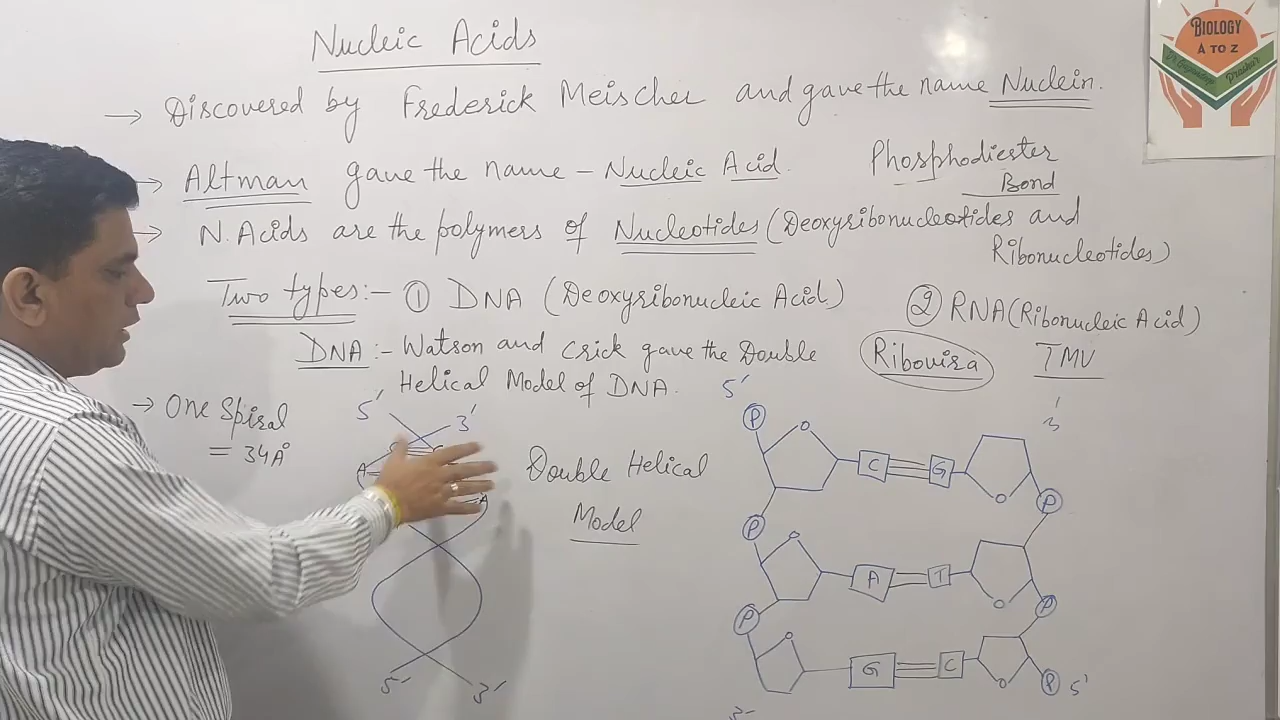 Nucleic Acids
→ Discovered by Frederick Meischer and gave the name Nuclein.
→ Altman gave the name - Nucleic Acid.
Phosphodiester
Bond
→ N. Acids are the polymers of Nucleotides (Deoxyribonucleotides and
Ribonucleotides)
Two types:- ① DNA (Deoxyribonucleic Acid)
② RNA (Ribonucleic Acid)
DNA:- Watson and Crick gave the Double
Helical Model of DNA.
Ribovira
TMV
→ One Spiral
= 34Å
5' 3'
A
A
5' 3'
Double Helical
Model
5' 3'
P
C G
P
P
A T
P
P
G C
P 5'
3'
BIOLOGY
A TO Z